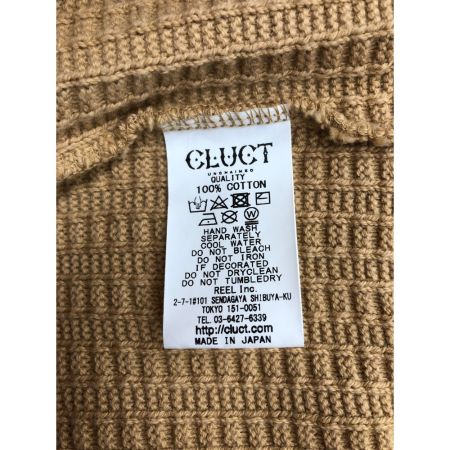 CLUCT
UNCHAINED
QUALITY
100% COTTON
HAND WASH
SEPARATELY
COOL WATER
DO NOT BLEACH
DO NOT IRON
IF DECORATED
DO NOT DRYCLEAN
DO NOT TUMBLEDRY
REEL Inc.
2-7-1#101 SENDAGAYA SHIBUYA-KU
TOKYO 151-0051
TEL. 03-6427-6339
http://cluct.com
MADE IN JAPAN